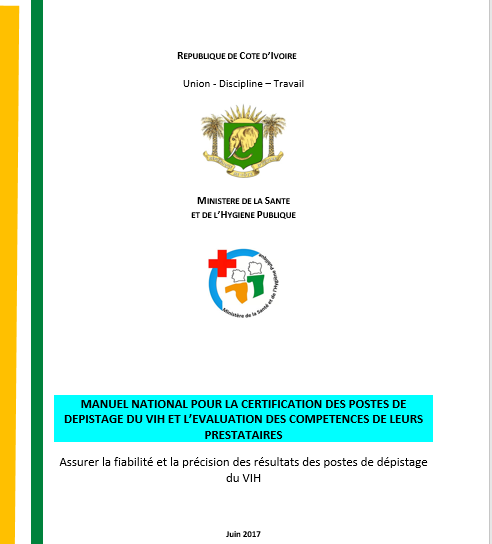 REPUBLIQUE DE COTE D’IVOIRE
Union - Discipline – Travail
MINISTERE DE LA SANTE
ET DE L’HYGIENE PUBLIQUE
Ministère de la Santé et de l'Hygiène Publique
MANUEL NATIONAL POUR LA CERTIFICATION DES POSTES DE
DEPISTAGE DU VIH ET L’EVALUATION DES COMPETENCES DE LEURS
PRESTATAIRES
Assurer la fiabilité et la précision des résultats des postes de dépistage
du VIH
Juin 2017